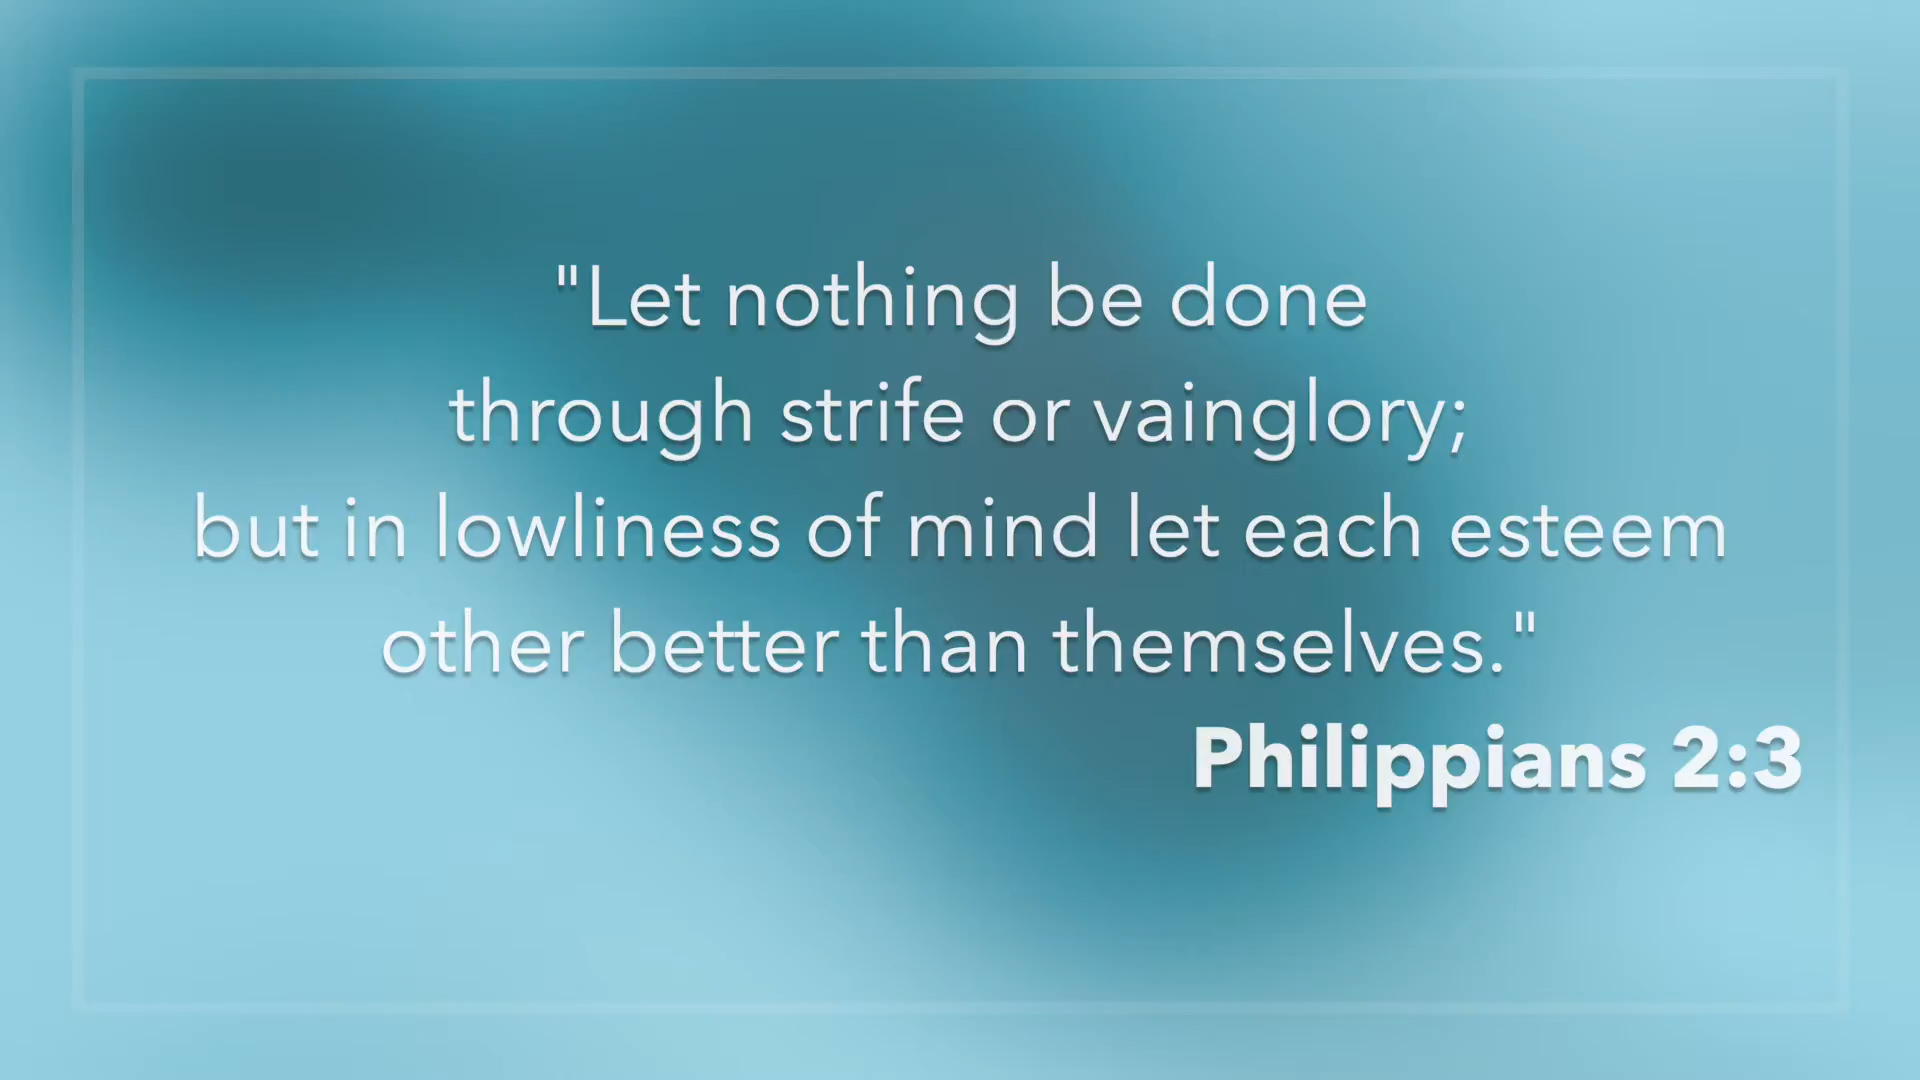 "Let nothing be done
through strife or vainglory;
but in lowliness of mind let each esteem
other better than themselves."
Philippians 2:3